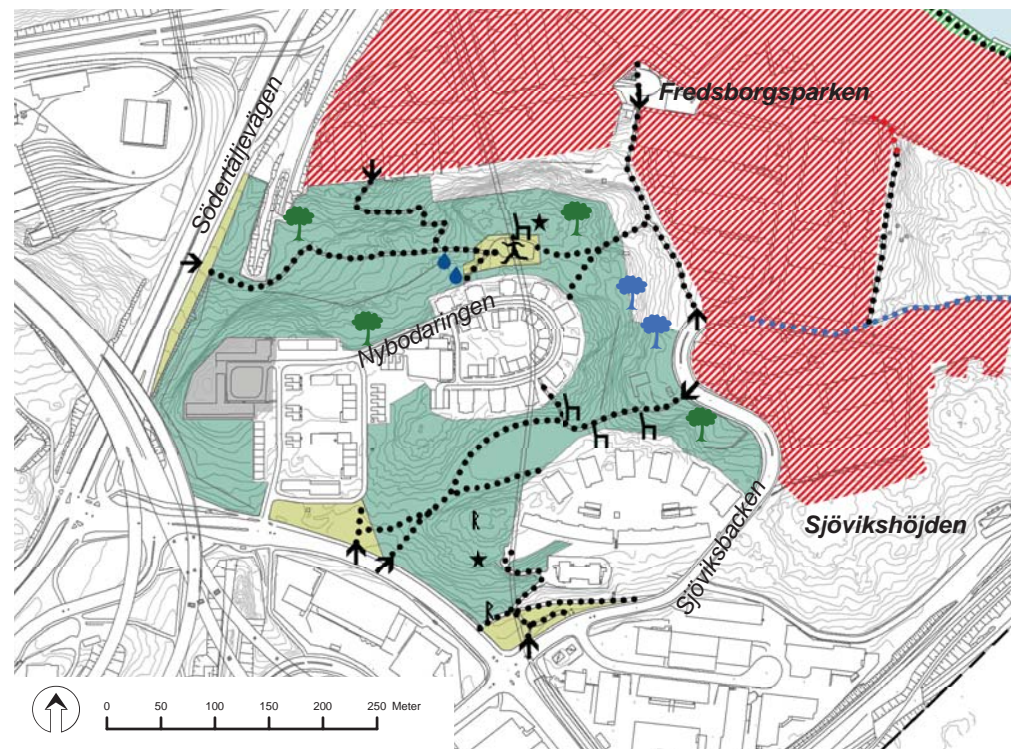 Fredsborgsparken
Södertäljevägen
Nybodaringen
Sjöviksbacken
Sjövikshöjden
0 50 100 150 200 250 Meter